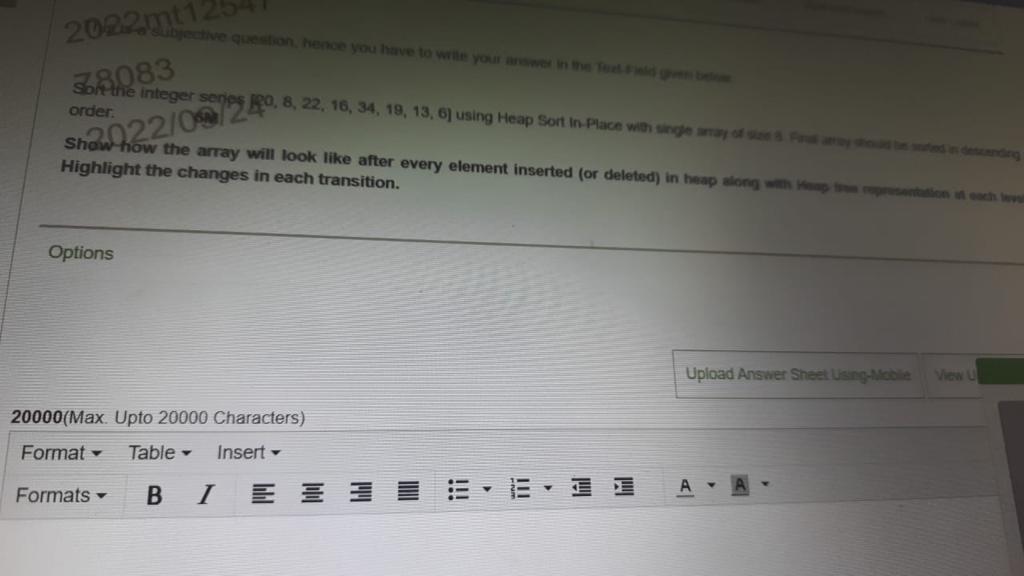 2022mt12541
subjective question, hence you have to write your answer in the Text-Field given below
78083
Sort the integer series [20, 8, 22, 16, 34, 19, 13, 6] using Heap Sort In-Place with single array of size 8. Final array should be sorted in descending
order.
2022/09/24
Show how the array will look like after every element inserted (or deleted) in heap along with Heap tree representation at each level
Highlight the changes in each transition.
Options
Upload Answer Sheet Using-Mobile
View U
20000(Max. Upto 20000 Characters)
Format Table Insert
Formats B I A A